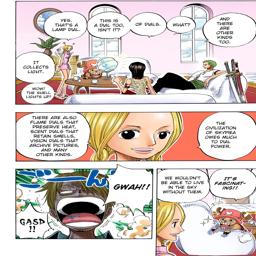 YES.
THAT'S A
LAMP DIAL.
THIS IS A
DIAL TOO,
ISN'T IT?
OF DIALS.
WHAT?
AND
THERE
ARE
OTHER
KINDS
TOO.
IT
COLLECTS
LIGHT.
WOW!
THE SHELL
LIGHTS UP!
THERE ARE ALSO
FLAME DIALS THAT
PRESERVE HEAT,
SCENT DIALS THAT
RETAIN SMELLS,
VISION DIALS THAT
ARCHIVE PICTURES,
AND MANY
OTHER KINDS.
THE
CIVILIZATION
OF SKYPIEA
OWES MUCH
TO DIAL
POWER.
GWAH!!
GASP
!!
WE WOULDN'T
BE ABLE TO LIVE
IN THE SKY
WITHOUT THEM.
IT'S
FASCINAT-
ING!!